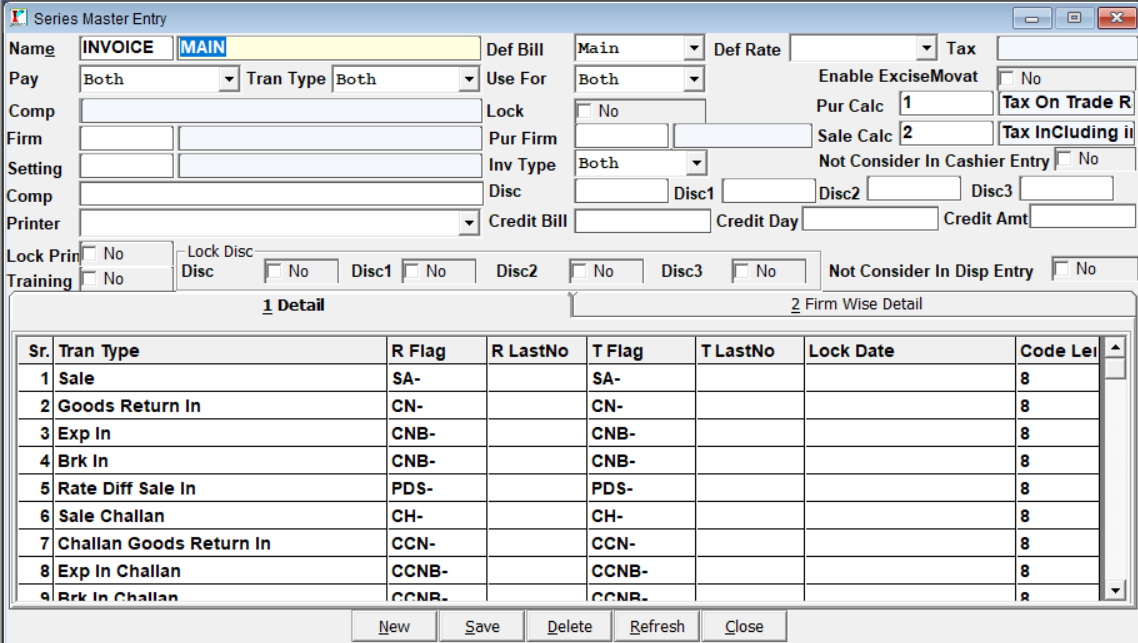 Series Master Entry
Name INVOICE MAIN Def Bill Main Def Rate Tax
Pay Both Tran Type Both Use For Both Enable ExciseMovat No
Comp Lock No Pur Calc 1 Tax On Trade R
Firm Pur Firm Sale Calc 2 Tax InCluding
Setting Inv Type Both Not Consider In Cashier Entry No
Comp Disc Disc1 Disc2 Disc3
Printer Credit Bill Credit Day Credit Amt
Lock Prin No Lock Disc
Training No Disc No Disc1 No Disc2 No Disc3 No Not Consider In Disp Entry No
1 Detail 2 Firm Wise Detail
Sr. Tran Type R Flag R LastNo T Flag T LastNo Lock Date Code Len
1 Sale SA- SA- 8
2 Goods Return In CN- CN- 8
3 Exp In CNB- CNB- 8
4 Brk In CNB- CNB- 8
5 Rate Diff Sale In PDS- PDS- 8
6 Sale Challan CH- CH- 8
7 Challan Goods Return In CCN- CCN- 8
8 Exp In Challan CCNB- CCNB- 8
9 Brk In Challan CCNB- CCNB- 8
New Save Delete Refresh Close